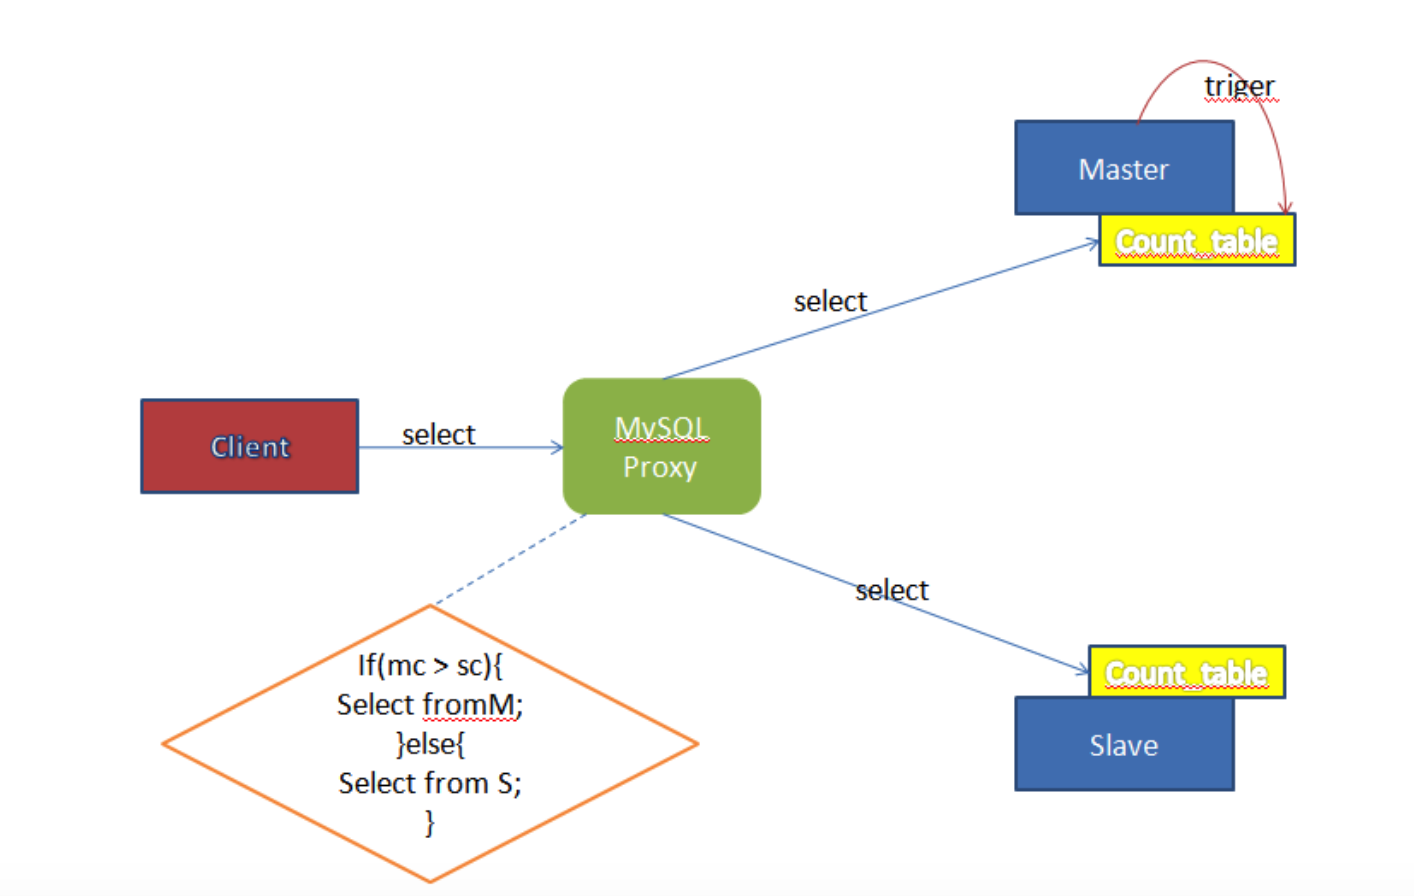 triger
Master
Count_table
select
Client
select
MySQL
Proxy
select
Count_table
Slave
If(mc > sc){
Select fromM;
}else{
Select from S;
}